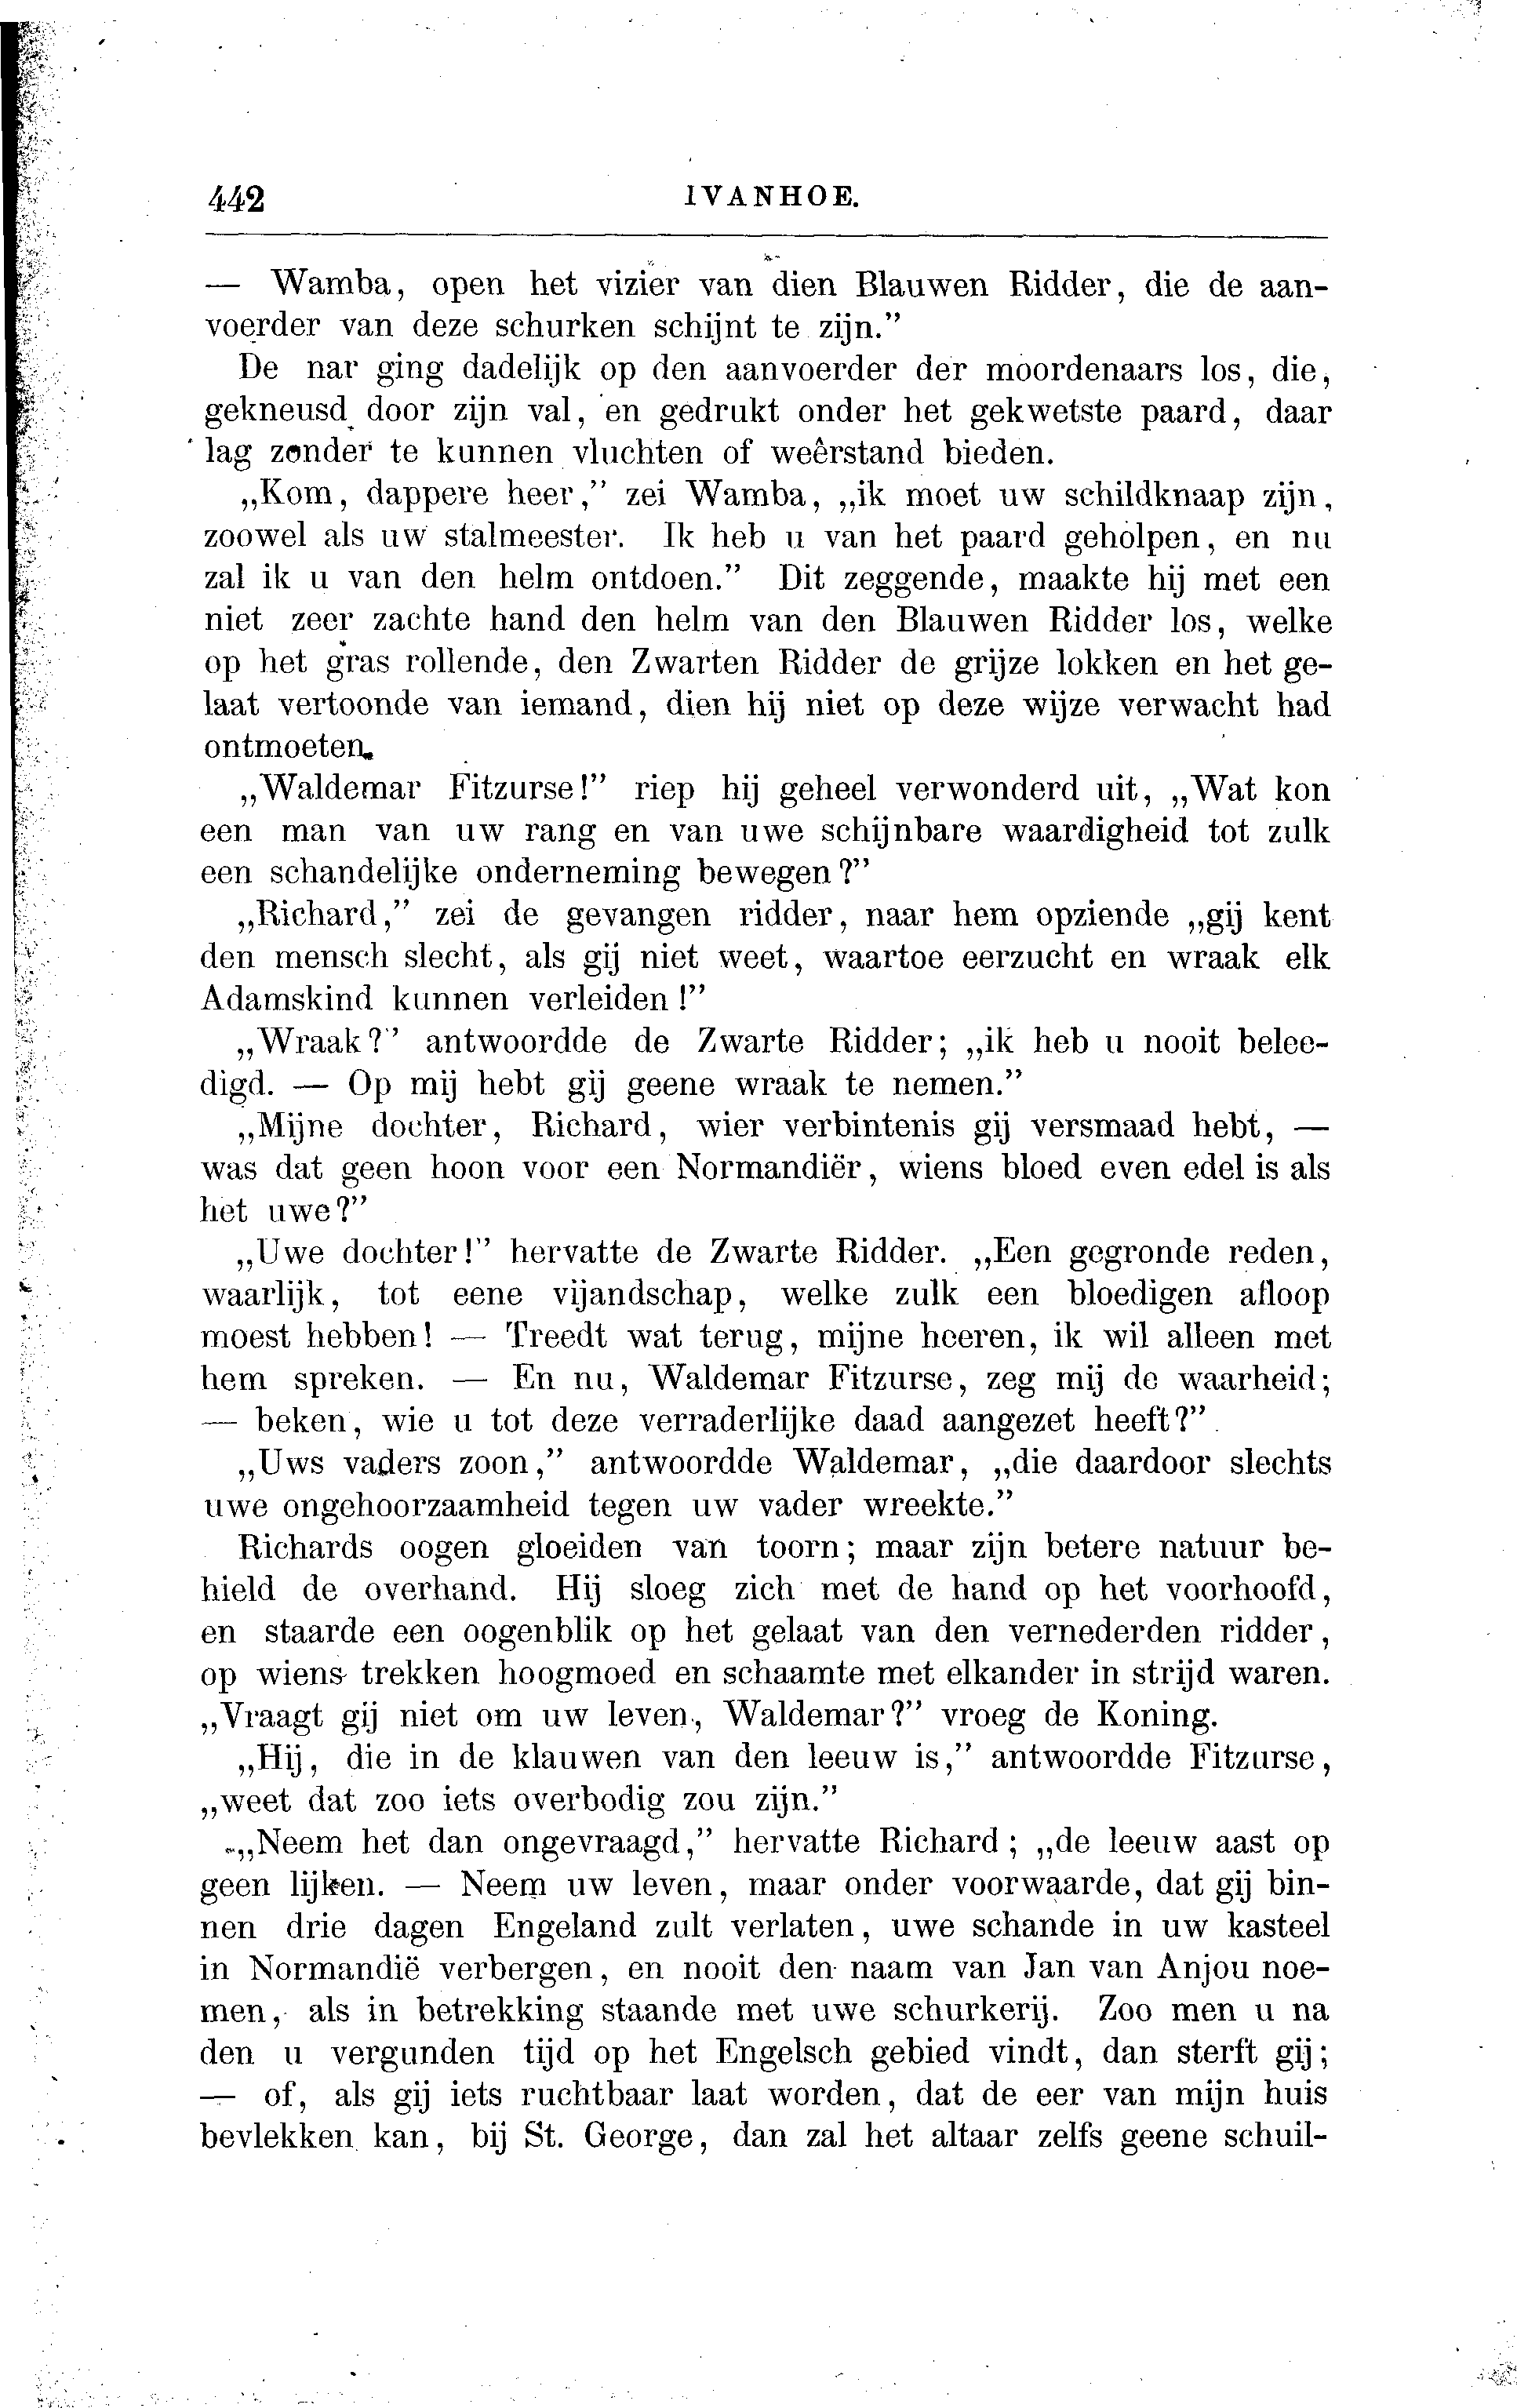 442 IVANHOE.
— Wamba, open het vizier van dien Blauwen Ridder, die de aan-
voerder van deze schurken schijnt te zijn.”
De nar ging dadelijk op den aanvoerder der moordenaars los, die,
gekneusd door zijn val, en gedrukt onder het gekwetste paard, daar
lag zonder te kunnen vluchten of weêrstand bieden.
„Kom, dappere heer,” zei Wamba, „ik moet uw schildknaap zijn,
zoowel als uw stalmeester. Ik heb u van het paard geholpen, en nu
zal ik u van den helm ontdoen.” Dit zeggende, maakte hij met een
niet zeer zachte hand den helm van den Blauwen Ridder los, welke
op het gras rollende, den Zwarten Ridder de grijze lokken en het ge-
laat vertoonde van iemand, dien hij niet op deze wijze verwacht had
ontmoeten.
„Waldemar Fitzurse!” riep hij geheel verwonderd uit, „Wat kon
een man van uw rang en van uwe schijnbare waardigheid tot zulk
een schandelijke onderneming bewegen?”
„Richard,” zei de gevangen ridder, naar hem opziende „gij kent
den mensch slecht, als gij niet weet, waartoe eerzucht en wraak elk
Adamskind kunnen verleiden!”
„Wraak?” antwoordde de Zwarte Ridder; „ik heb u nooit belee-
digd. — Op mij hebt gij geene wraak te nemen.”
„Mijne dochter, Richard, wier verbintenis gij versmaad hebt, —
was dat geen hoon voor een Normandiër, wiens bloed even edel is als
het uwe?”
„Uwe dochter!” hervatte de Zwarte Ridder. „Een gegronde reden,
waarlijk, tot eene vijandschap, welke zulk een bloedigen afloop
moest hebben! — Treedt wat terug, mijne heeren, ik wil alleen met
hem spreken. — En nu, Waldemar Fitzurse, zeg mij de waarheid;
— beken, wie u tot deze verraderlijke daad aangezet heeft?”
„Uws vaders zoon,” antwoordde Waldemar, „die daardoor slechts
uwe ongehoorzaamheid tegen uw vader wreekte.”
Richards oogen gloeiden van toorn; maar zijn betere natuur be-
hield de overhand. Hij sloeg zich met de hand op het voorhoofd,
en staarde een oogenblik op het gelaat van den vernederden ridder,
op wiens trekken hoogmoed en schaamte met elkander in strijd waren.
„Vraagt gij niet om uw leven, Waldemar?” vroeg de Koning.
„Hij, die in de klauwen van den leeuw is,” antwoordde Fitzurse,
„weet dat zoo iets overbodig zou zijn.”
„Neem het dan ongevraagd,” hervatte Richard; „de leeuw aast op
geen lijken. — Neem uw leven, maar onder voorwaarde, dat gij bin-
nen drie dagen Engeland zult verlaten, uwe schande in uw kasteel
in Normandië verbergen, en nooit den naam van Jan van Anjou noe-
men, als in betrekking staande met uwe schurkerij. Zoo men u na
den u vergunden tijd op het Engelsch gebied vindt, dan sterft gij;
— of, als gij iets ruchtbaar laat worden, dat de eer van mijn huis
bevlekken kan, bij St. George, dan zal het altaar zelfs geene schuil-